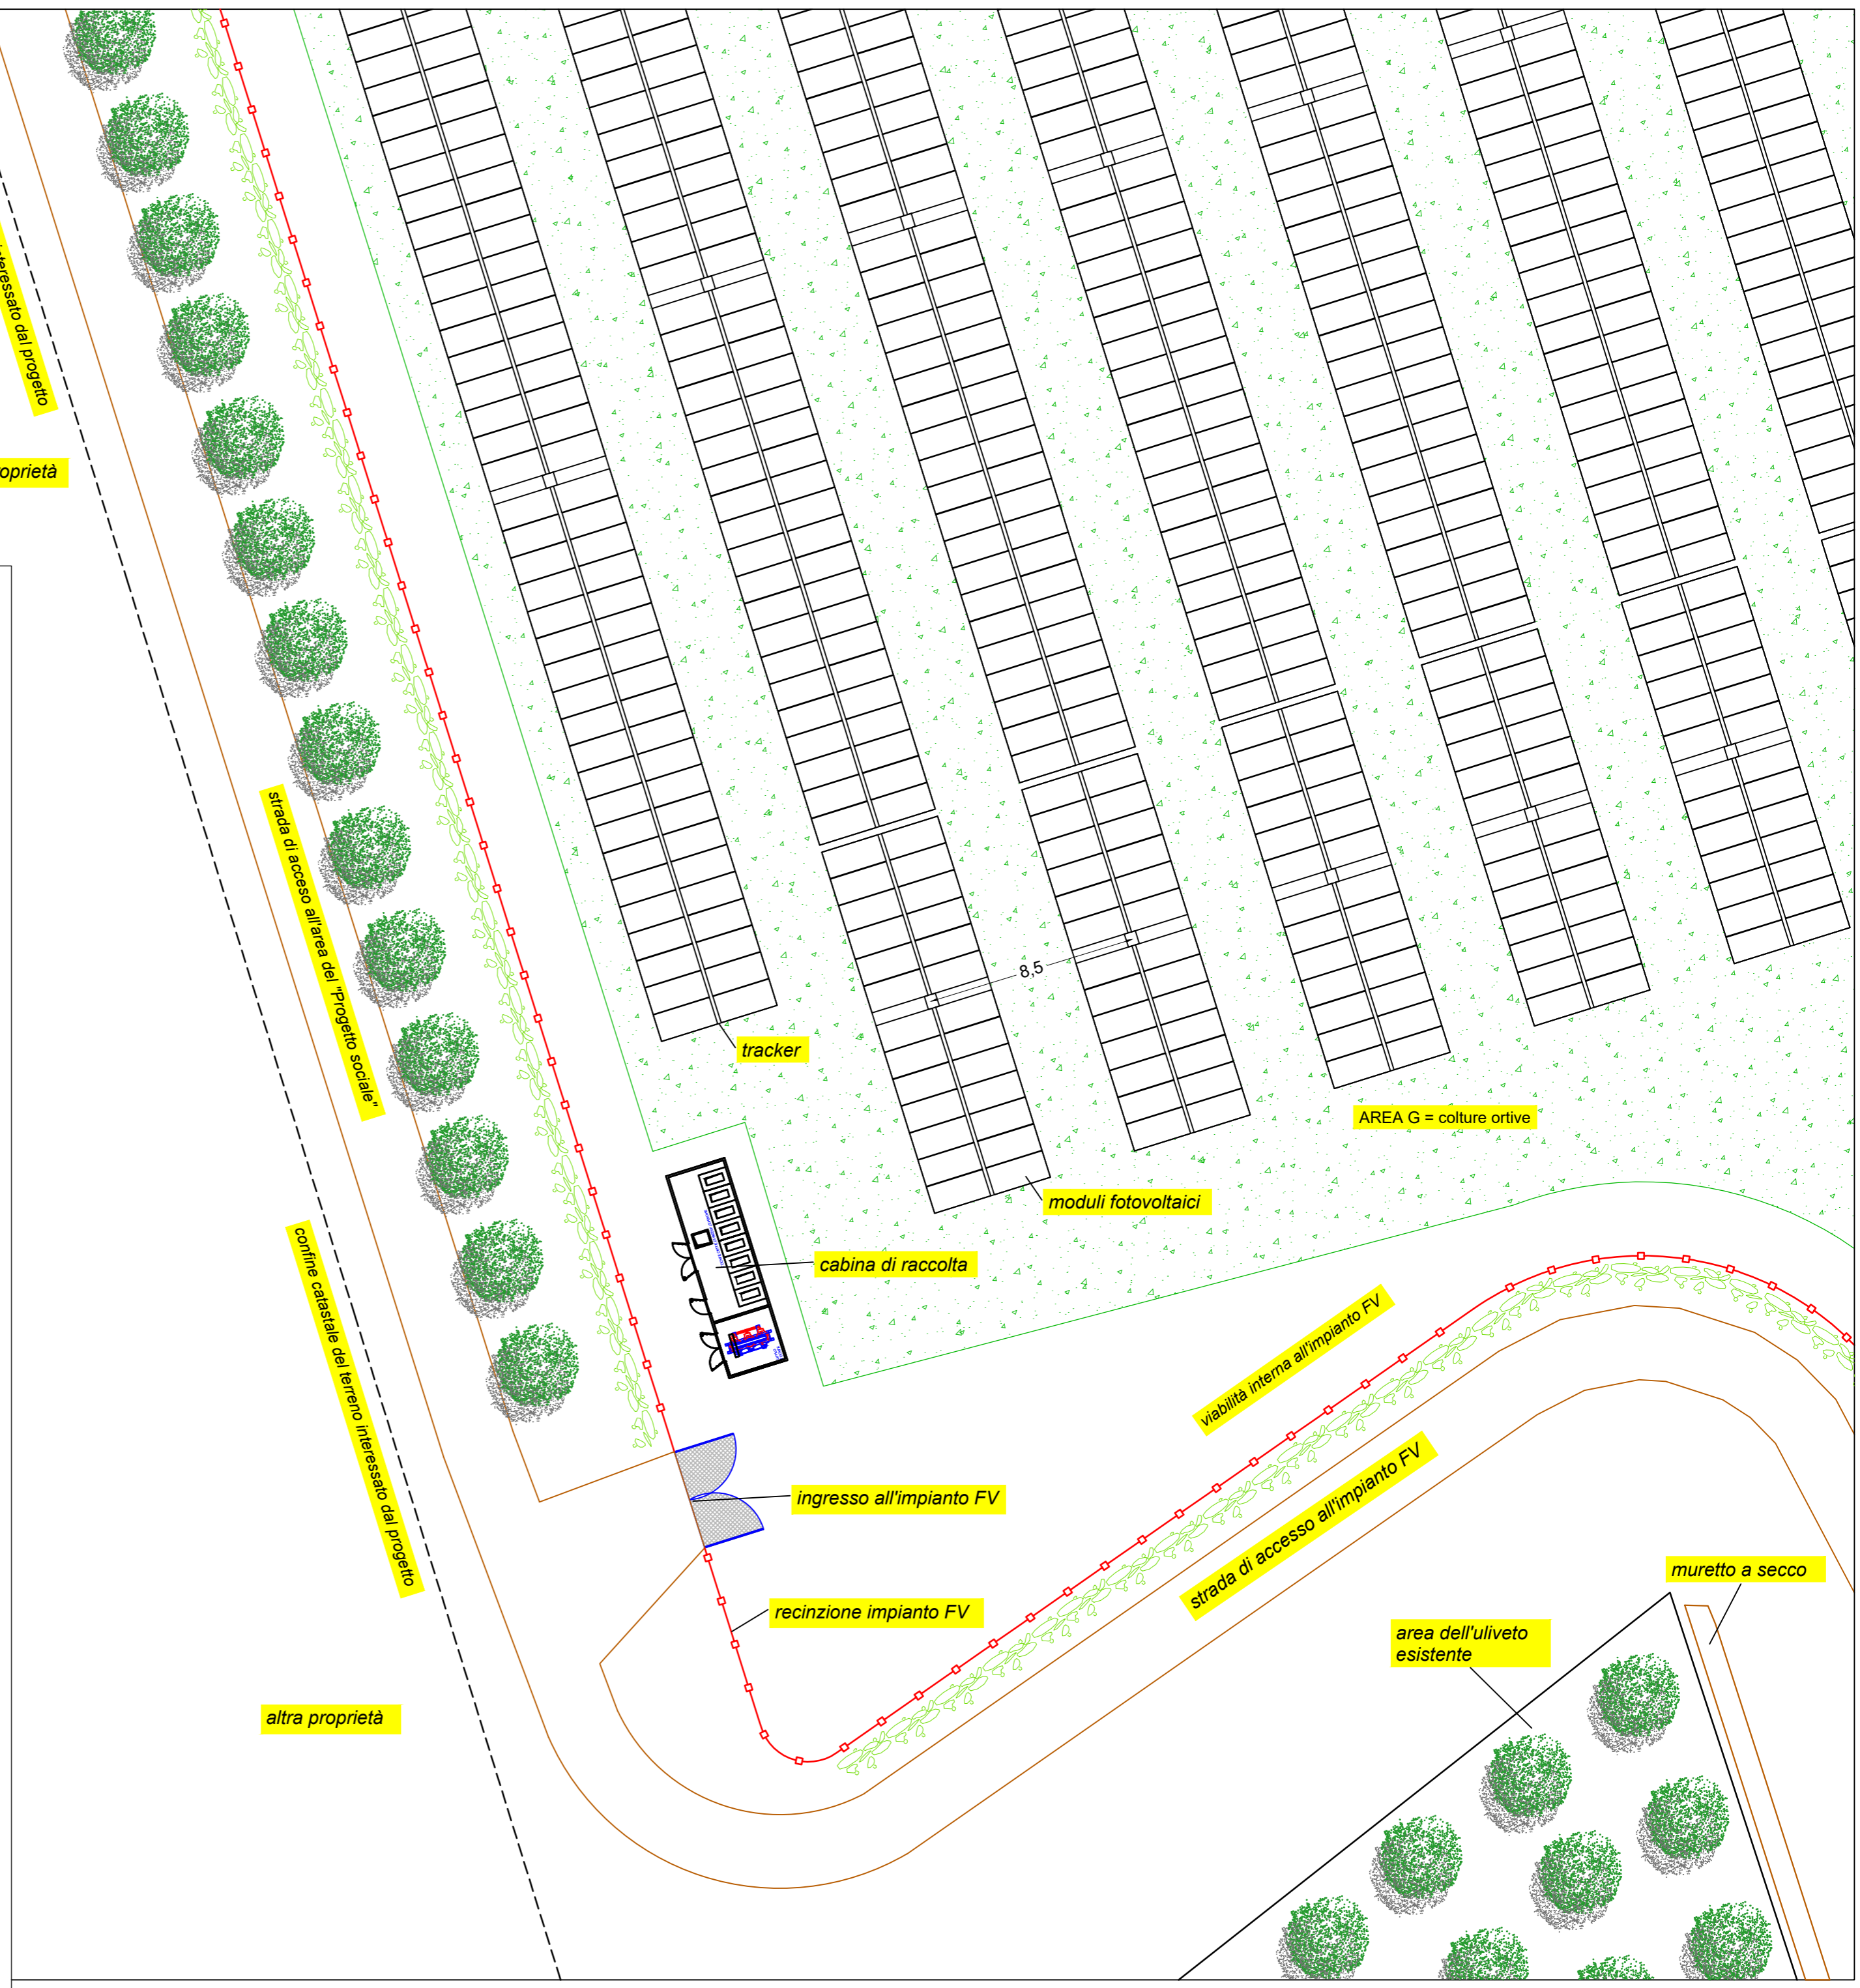 interessato dal progetto
oprietà
strada di acceso all'area del "Progetto sociale"
8,5
tracker
AREA G = colture ortive
moduli fotovoltaici
cabina di raccolta
confine catastale del terreno interessato dal progetto
viabilità interna all'impianto FV
strada di accesso all'impianto FV
ingresso all'impianto FV
recinzione impianto FV
muretto a secco
area dell'uliveto
esistente
altra proprietà